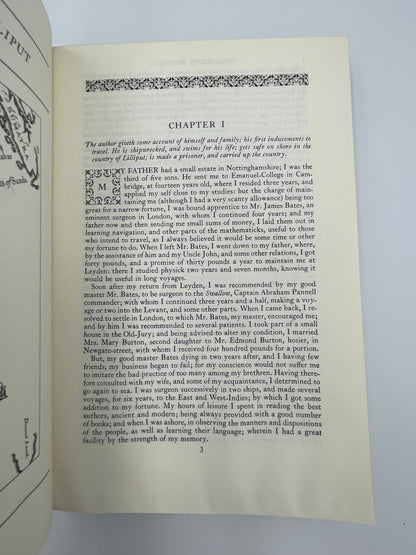 LIPUT
of Sunda
Diemen's Land
CHAPTER I
The author giveth some account of himself and family; his first inducements to
travel. He is shipwrecked, and swims for his life; gets safe on shore in the
country of Lilliput; is made a prisoner, and carried up the country.
MY FATHER had a small estate in Nottinghamshire; I was the
third of five sons. He sent me to Emanuel-College in Cam-
bridge, at fourteen years old, where I resided three years, and
applied my self close to my studies: but the charge of main-
taining me (although I had a very scanty allowance) being too
great for a narrow fortune, I was bound apprentice to Mr. James Bates, an
eminent surgeon in London, with whom I continued four years; and my
father now and then sending me small sums of money, I laid them out in
learning navigation, and other parts of the mathematicks, useful to those
who intend to travel, as I always believed it would be some time or other
my fortune to do. When I left Mr. Bates, I went down to my father, where,
by the assistance of him and my Uncle John, and some other relations, I got
forty pounds, and a promise of thirty pounds a year to maintain me at
Leyden: there I studied physick two years and seven months, knowing it
would be useful in long voyages.
Soon after my return from Leyden, I was recommended by my good
master Mr. Bates, to be surgeon to the Swallow, Captain Abraham Pannell
commander; with whom I continued three years and a half, making a voy-
age or two into the Levant, and some other parts. When I came back, I re-
solved to settle in London, to which Mr. Bates, my master, encouraged me;
and by him I was recommended to several patients. I took part of a small
house in the Old-Jury; and being advised to alter my condition, I married
Mrs. Mary Burton, second daughter to Mr. Edmond Burton, hosier, in
Newgate-street, with whom I received four hundred pounds for a portion.
But, my good master Bates dying in two years after, and I having few
friends, my business began to fail; for my conscience would not suffer me
to imitate the bad practice of too many among my brethren. Having therefore
consulted with my wife, and some of my acquaintance, I determined to
go again to sea. I was surgeon successively in two ships, and made several
voyages, for six years, to the East and West-Indies; by which I got some
addition to my fortune. My hours of leisure I spent in reading the best
authors, ancient and modern; being always provided with a good number
of books; and when I was ashore, in observing the manners and dispositions
of the people, as well as learning their language; wherein I had a great
facility by the strength of my memory.
3